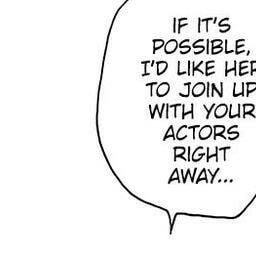 IF IT'S
POSSIBLE,
I'D LIKE HER
TO JOIN UP
WITH YOUR
ACTORS
RIGHT
AWAY...